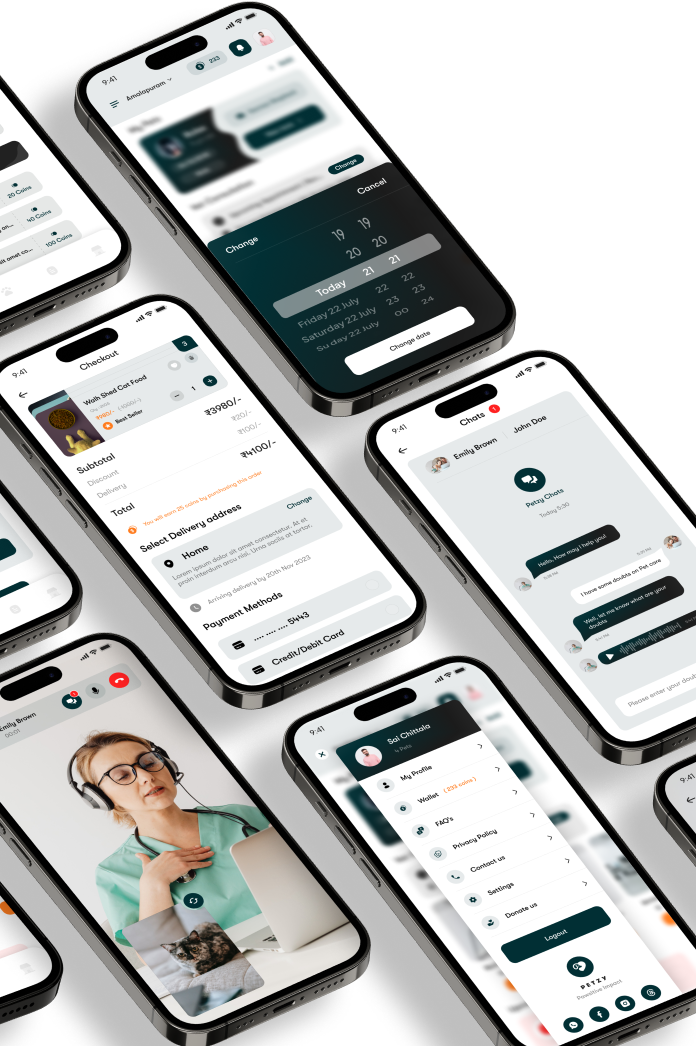 9:41
Amalapuram
233
Change
Cancel
Change
19 19
20 20
Today 21 21
Friday 22 July 22 22
Saturday 22 July 23 23
22 July 00 24
Change date
20 Coins
40 Coins
100 Coins
9:41
Checkout
3
Walh Shed Cat Food
₹3980/-
Best Seller
1
Subtotal ₹3980/-
Discount ₹20/-
Delivery ₹100/-
Total ₹4100/-
You will earn 25 coins by purchasing this order
Select Delivery address
Home
Change
Lorem ipsum dolor sit amet consectetur. At et
proin interdum arcu nisl. Urna sociis at tortor.
Arriving delivery by 20th Nov 2023
Payment Methods
•••• •••• •••• 5443
Credit/Debit Card
9:41
Chats 1
Emily Brown
John Doe
Petzy Chats
Today 5:30
Hello, How may i help you!
I have some doubts on Pet care
Well, let me know what are your
doubts
Please enter your
Emily Brown
00:01
9:41
Sai Chittala
4 Pets
My Profile
Wallet (233 coins)
FAQ's
Privacy Policy
Contact us
Settings
Donate us
Logout
PETZY
Pawsitive Impact
9:41